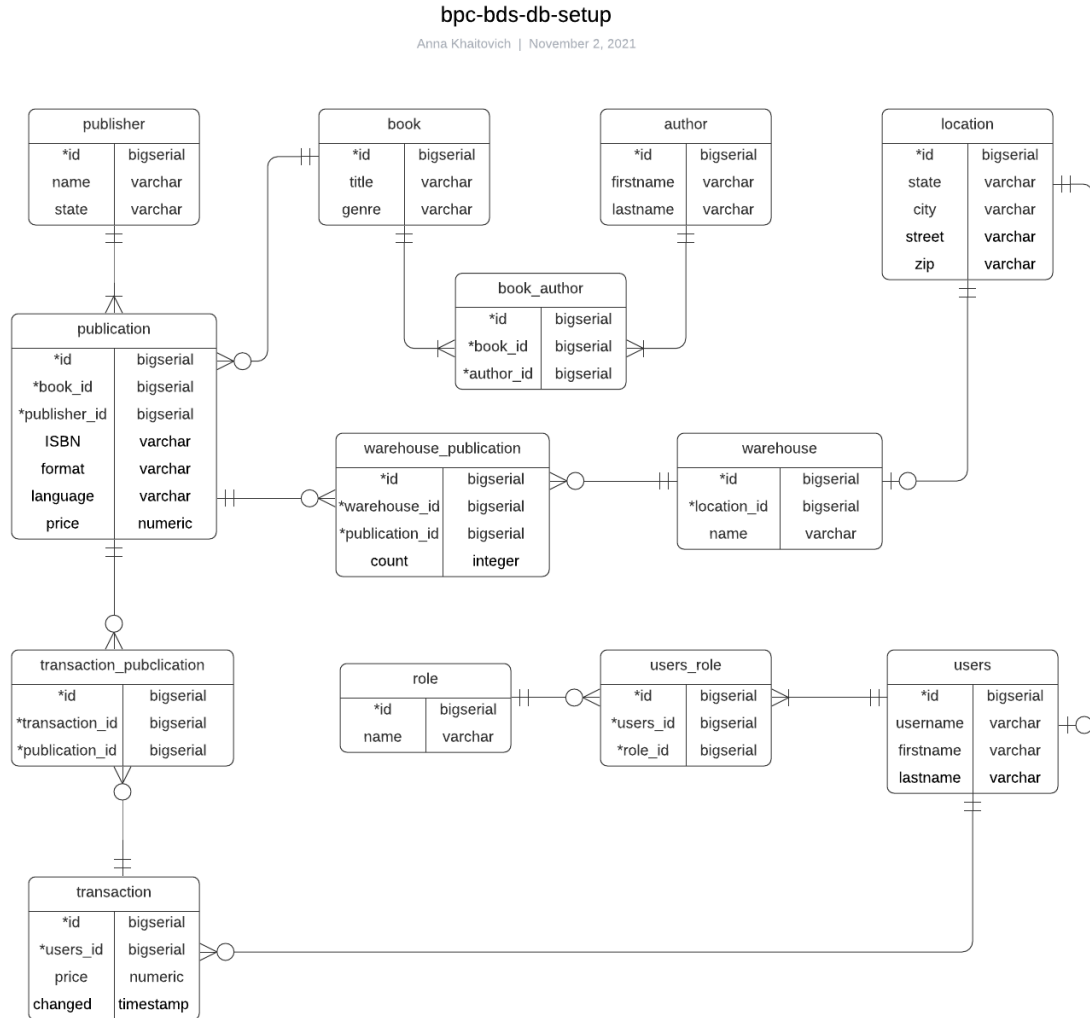 bpc-bds-db-setup
Anna Khaitovich | November 2, 2021
publisher
*id bigserial
name varchar
state varchar
book
*id bigserial
title varchar
genre varchar
author
*id bigserial
firstname varchar
lastname varchar
location
*id bigserial
state varchar
city varchar
street varchar
zip varchar
book_author
*id bigserial
*book_id bigserial
*author_id bigserial
publication
*id bigserial
*book_id bigserial
*publisher_id bigserial
ISBN varchar
format varchar
language varchar
price numeric
warehouse_publication
*id bigserial
*warehouse_id bigserial
*publication_id bigserial
count integer
warehouse
*id bigserial
*location_id bigserial
name varchar
transaction_pubclication
*id bigserial
*transaction_id bigserial
*publication_id bigserial
role
*id bigserial
name varchar
users_role
*id bigserial
*users_id bigserial
*role_id bigserial
users
*id bigserial
username varchar
firstname varchar
lastname varchar
transaction
*id bigserial
*users_id bigserial
price numeric
changed timestamp